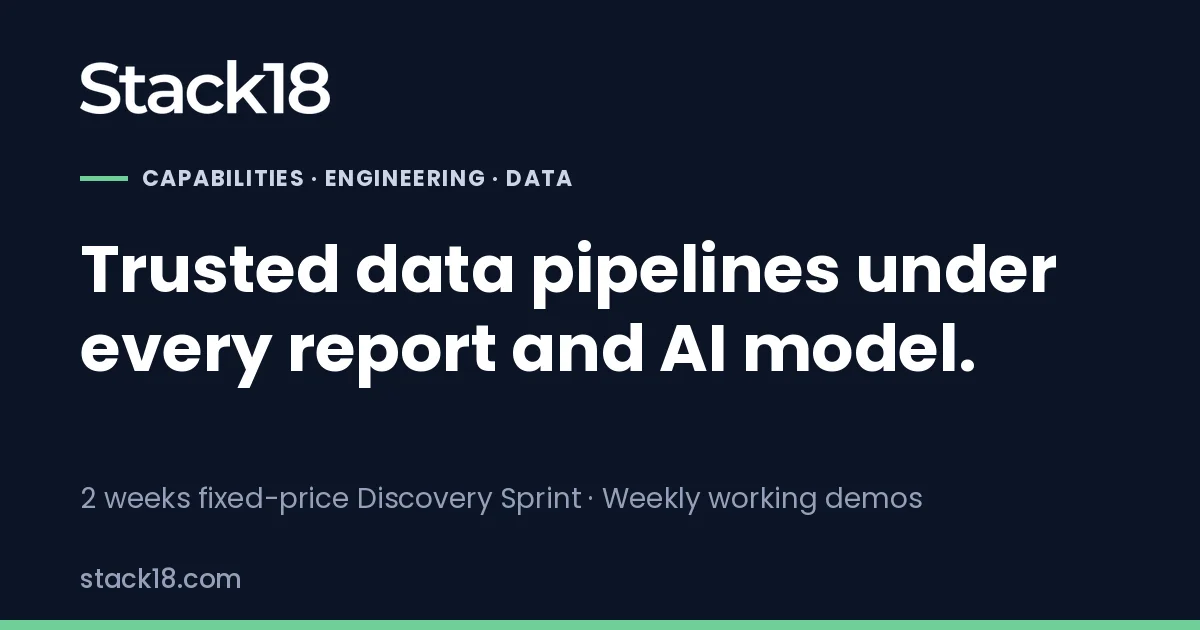 Stack18
CAPABILITIES · ENGINEERING · DATA
Trusted data pipelines under
every report and AI model.
2 weeks fixed-price Discovery Sprint · Weekly working demos
stack18.com